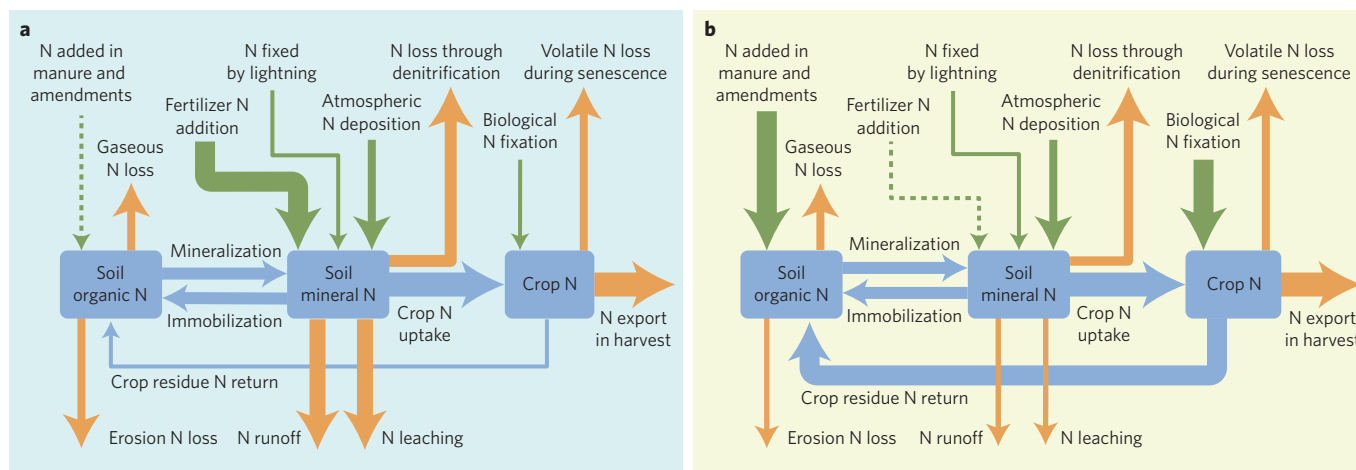 a
N added in
manure and
amendments
N fixed
by lightning
N loss through
denitrification
Volatile N loss
during senescence
Fertilizer N
addition
Atmospheric
N deposition
Biological
N fixation
Gaseous
N loss
Mineralization
Soil
organic N
Soil
mineral N
Crop N
Immobilization
Crop N
uptake
N export
in harvest
Crop residue N return
Erosion N loss
N runoff
N leaching
b
N added in
manure and
amendments
N fixed
by lightning
N loss through
denitrification
Volatile N loss
during senescence
Fertilizer N
addition
Atmospheric
N deposition
Biological
N fixation
Gaseous
N loss
Mineralization
Soil
organic N
Soil
mineral N
Crop N
Immobilization
Crop N
uptake
N export
in harvest
Crop residue N return
Erosion N loss
N runoff
N leaching